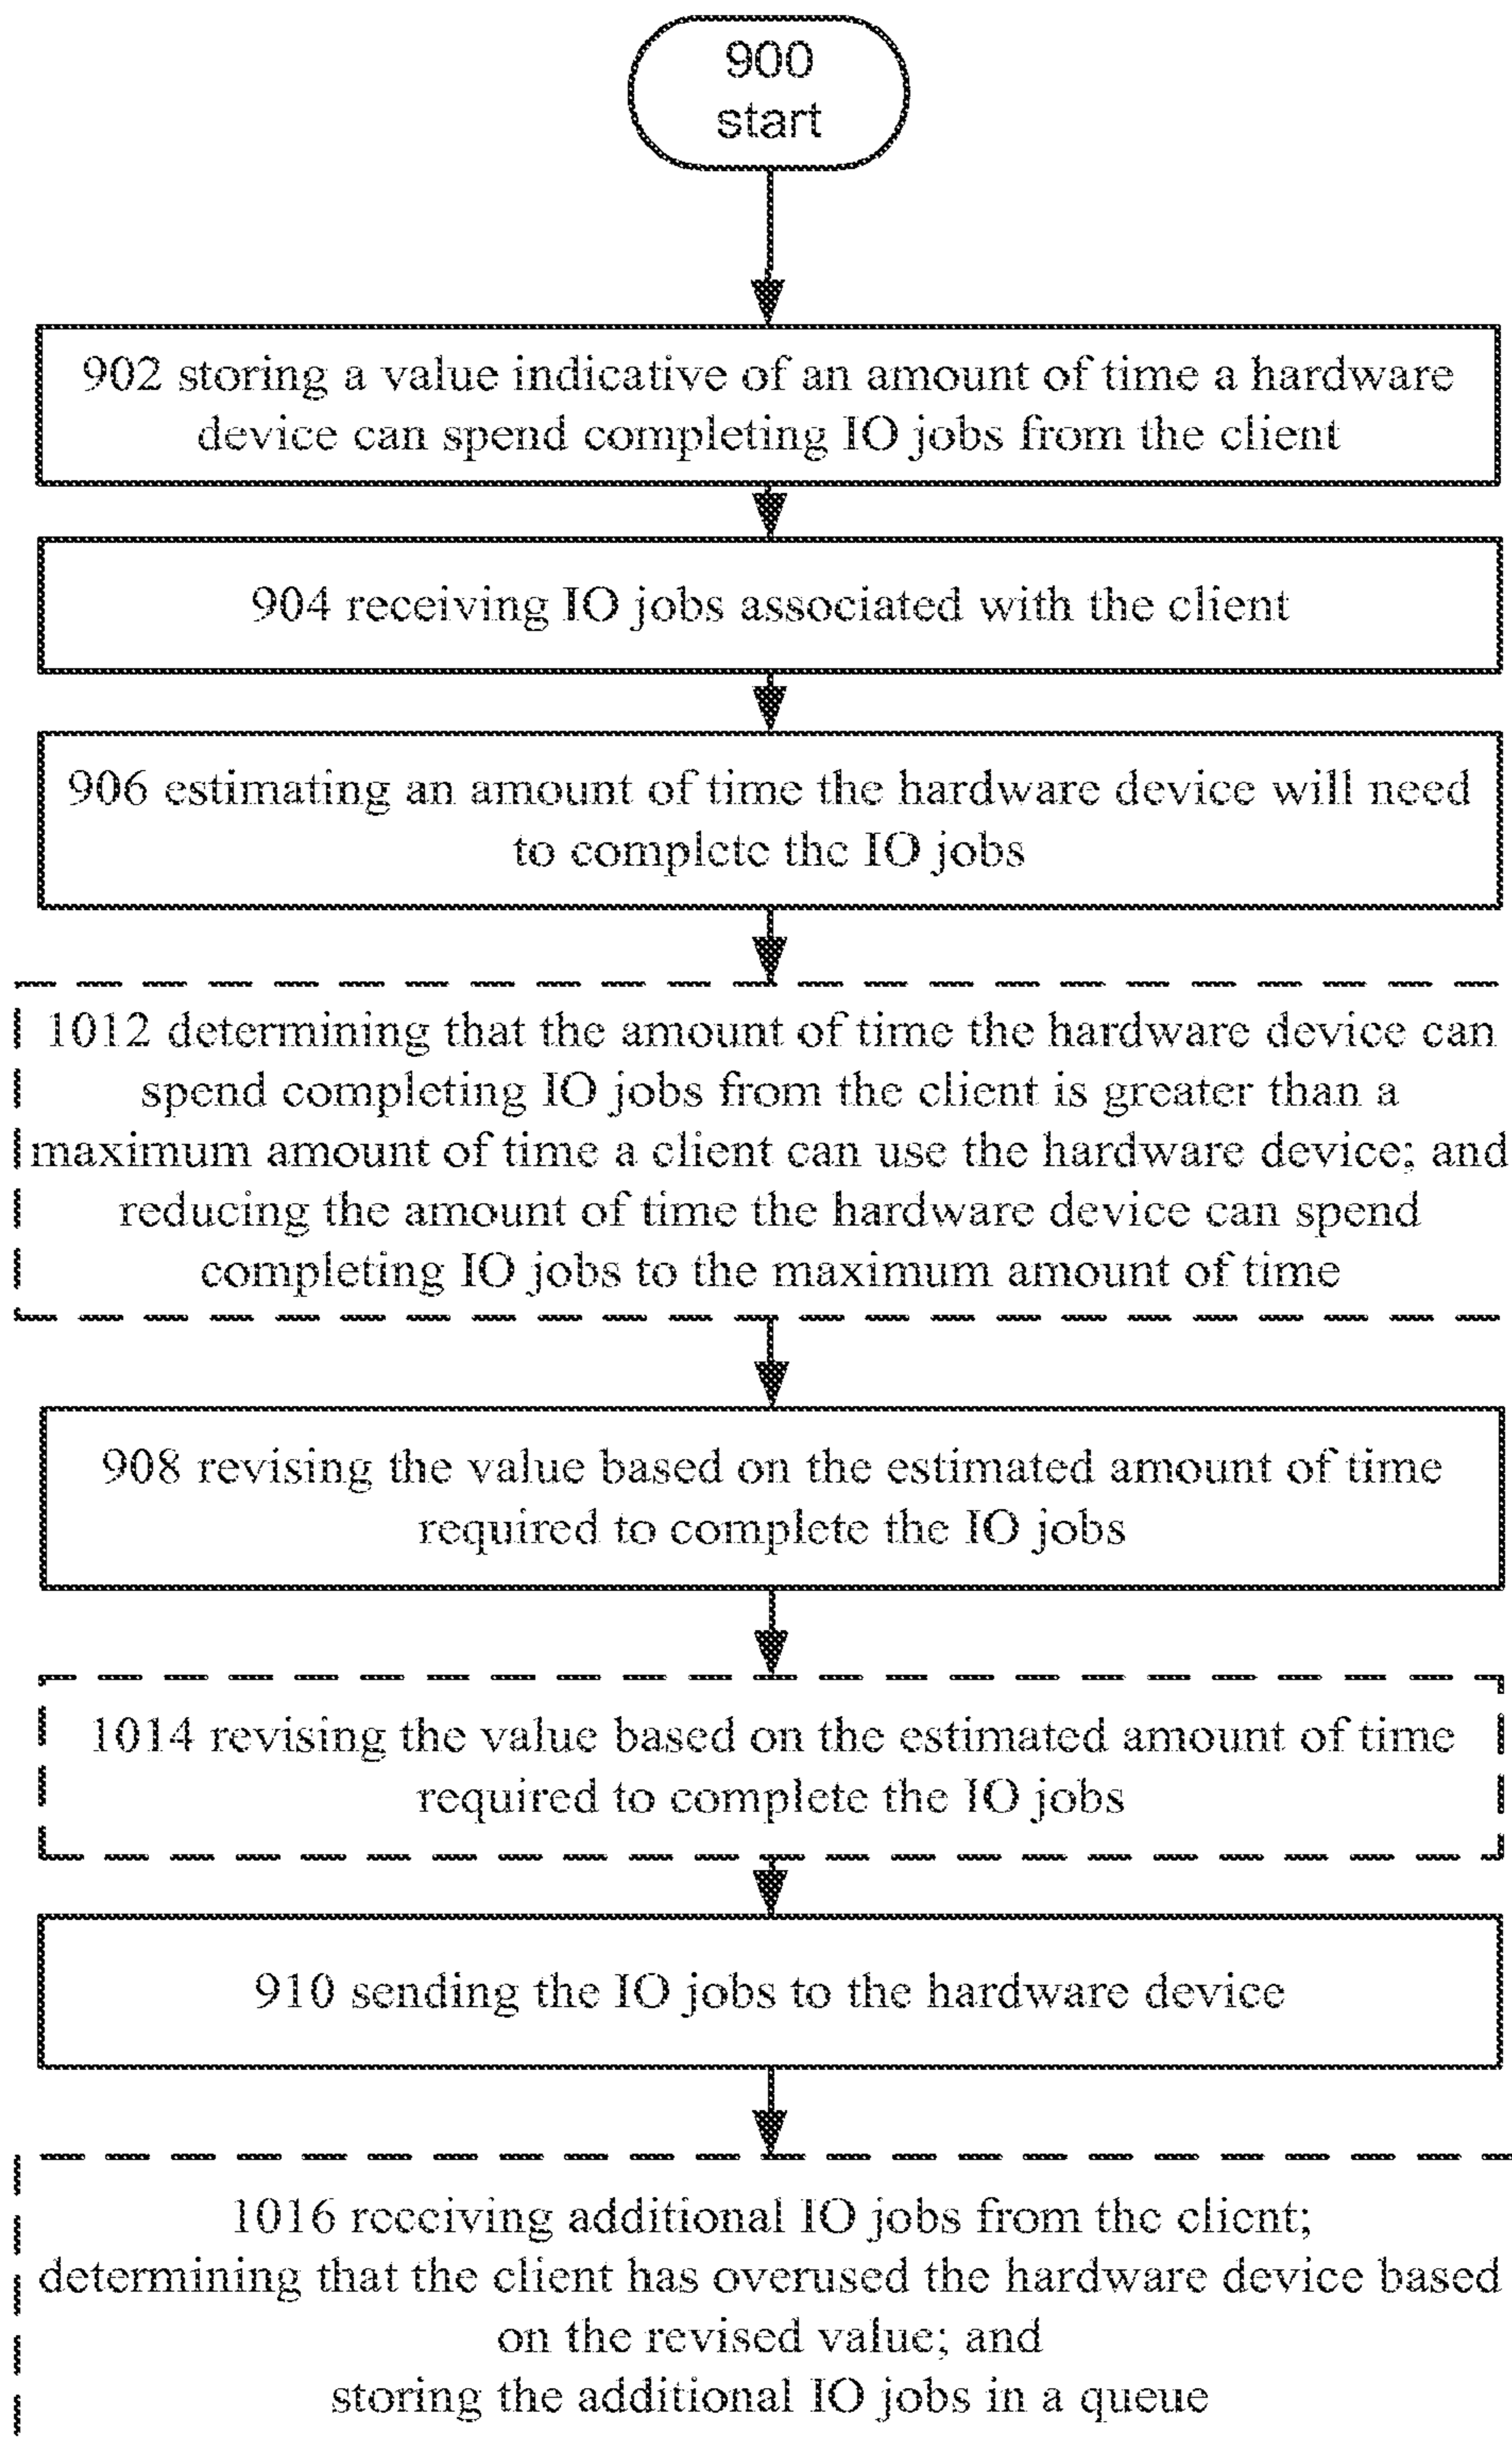 900
start
902 storing a value indicative of an amount of time a hardware
device can spend completing IO jobs from the client
904 receiving IO jobs associated with the client
906 estimating an amount of time the hardware device will need
to complete the IO jobs
1012 determining that the amount of time the hardware device can
spend completing IO jobs from the client is greater than a
maximum amount of time a client can use the hardware device; and
reducing the amount of time the hardware device can spend
completing IO jobs to the maximum amount of time
908 revising the value based on the estimated amount of time
required to complete the IO jobs
1014 revising the value based on the estimated amount of time
required to complete the IO jobs
910 sending the IO jobs to the hardware device
1016 receiving additional IO jobs from the client;
determining that the client has overused the hardware device based
on the revised value; and
storing the additional IO jobs in a queue